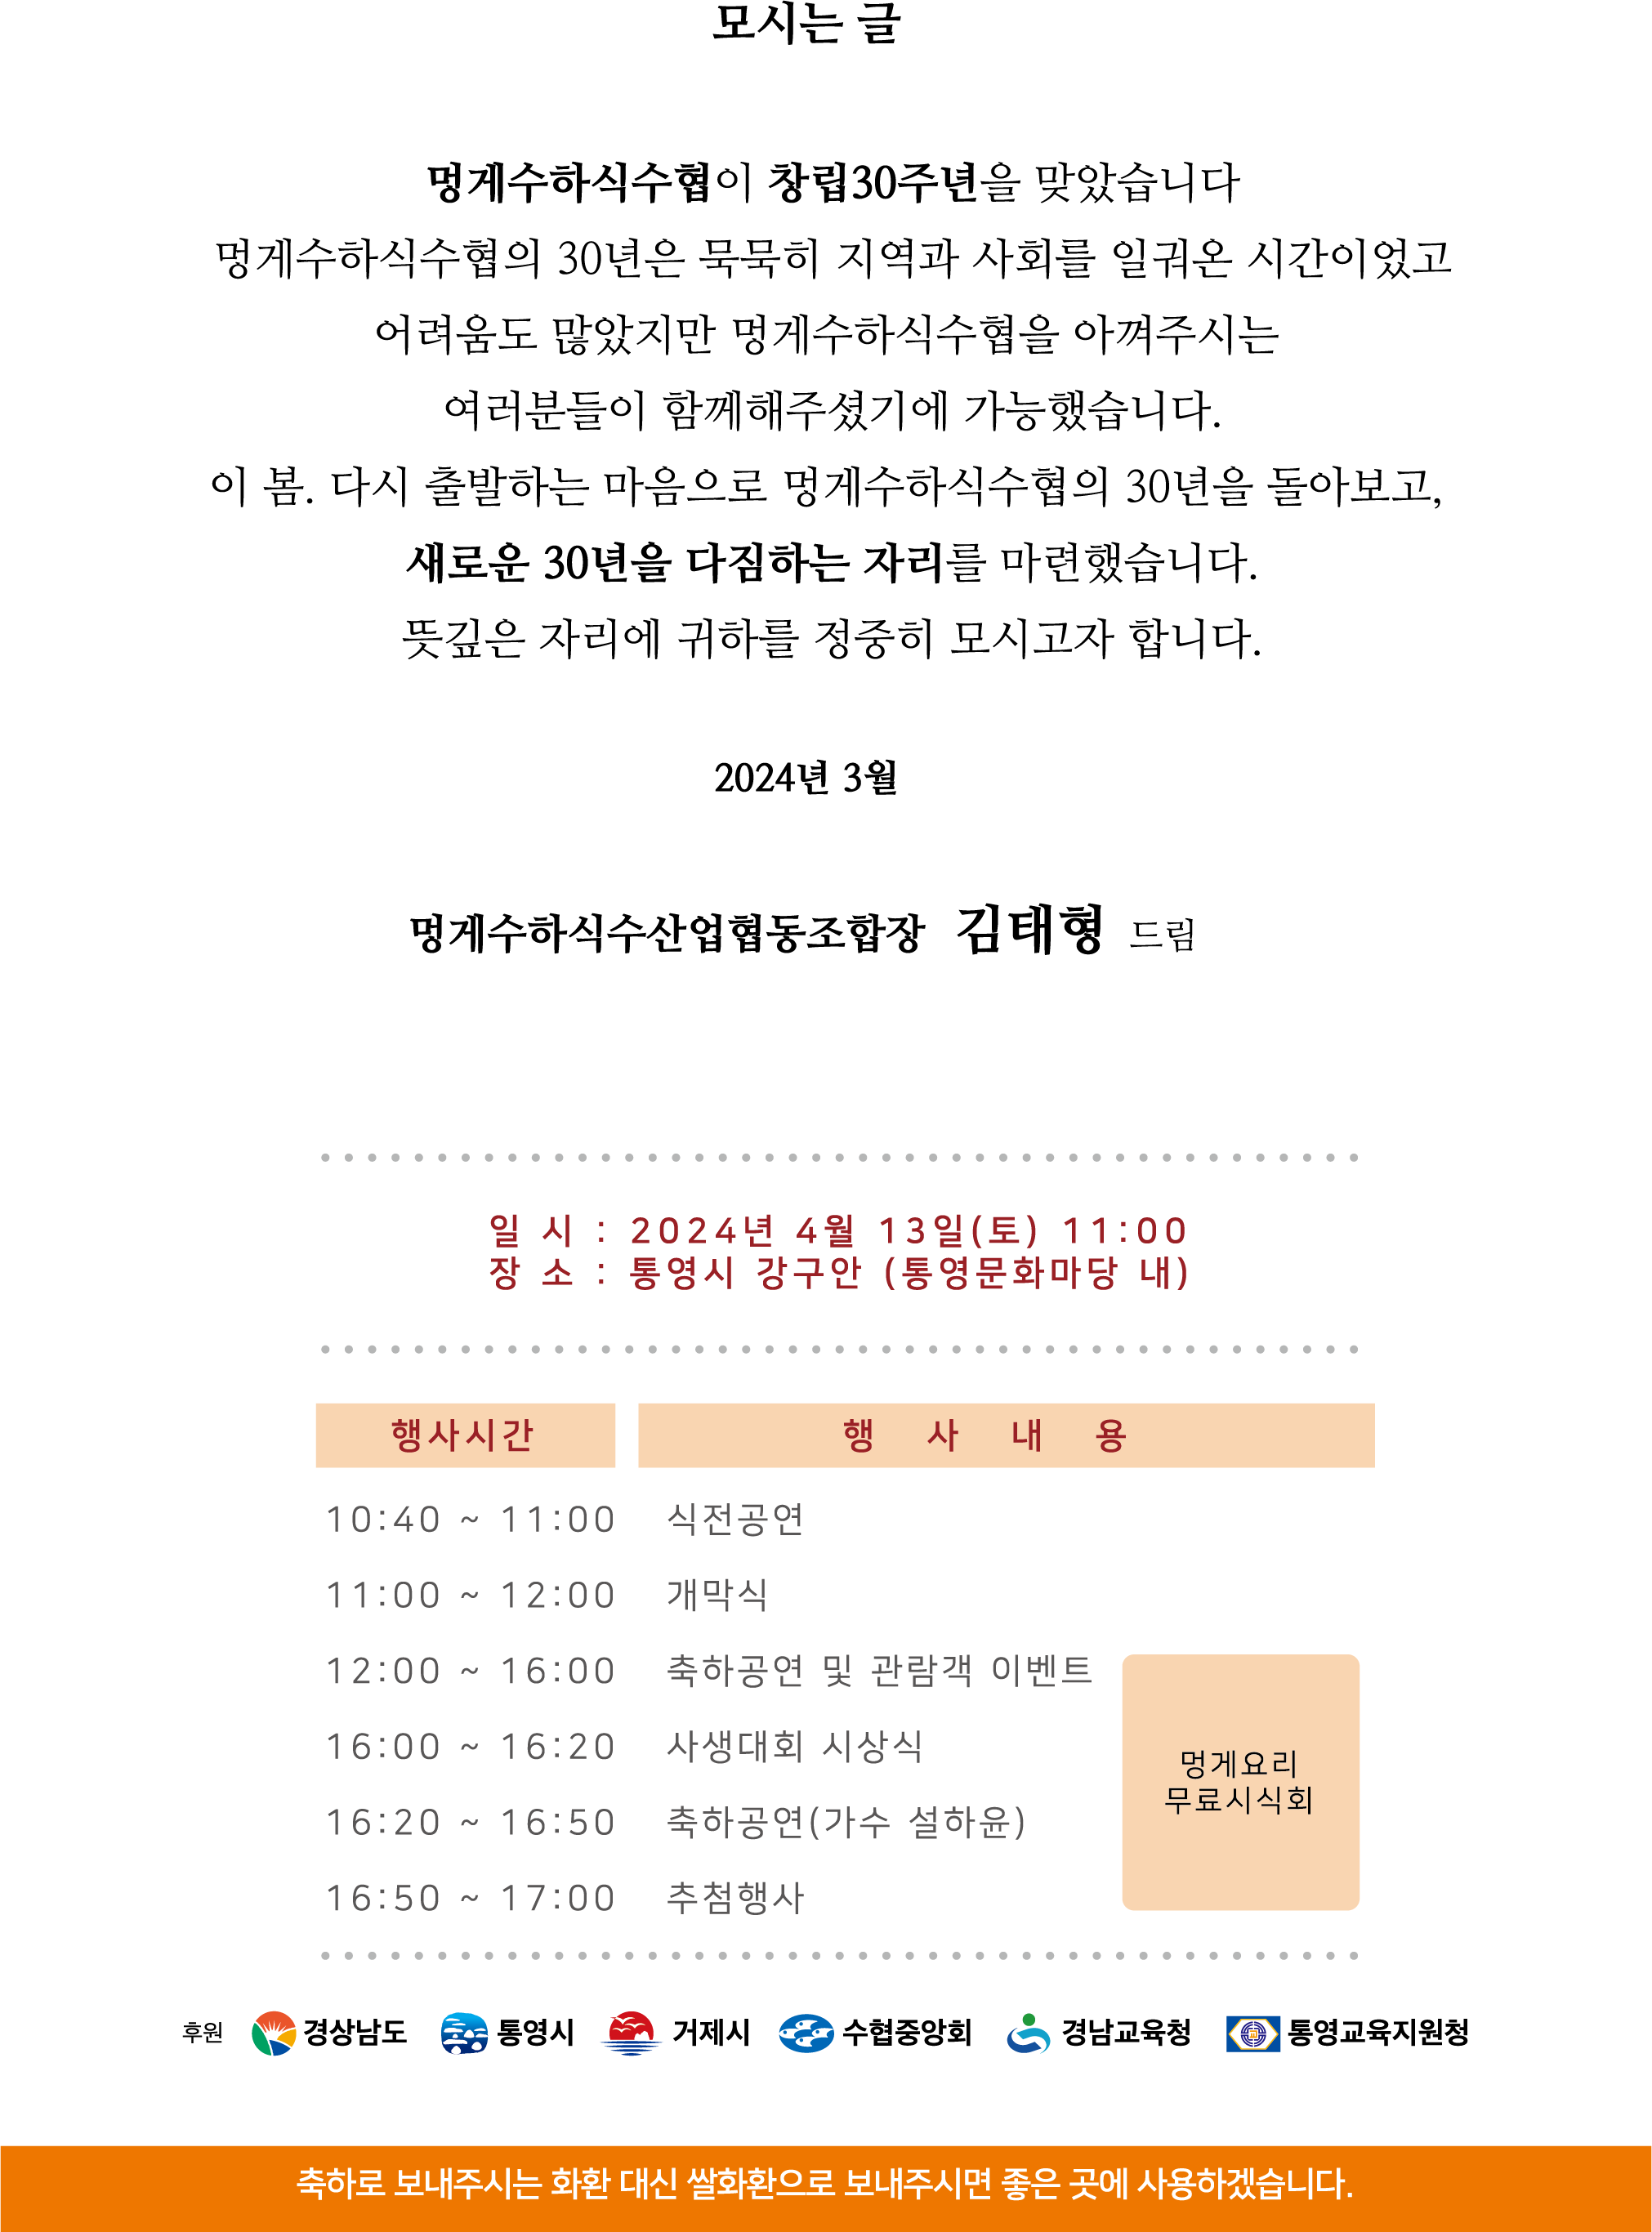 모시는 글
멍게수하식수협이 창립30주년을 맞았습니다
멍게수하식수협의 30년은 묵묵히 지역과 사회를 일궈온 시간이었고
어려움도 많았지만 멍게수하식수협을 아껴주시는
여러분들이 함께해주셨기에 가능했습니다.
이 봄. 다시 출발하는 마음으로 멍게수하식수협의 30년을 돌아보고,
새로운 30년을 다짐하는 자리를 마련했습니다.
뜻깊은 자리에 귀하를 정중히 모시고자 합니다.
2024년 3월
멍게수하식수산업협동조합장 김태형 드림
일 시 : 2024년 4월 13일(토) 11:00
장 소 : 통영시 강구안 (통영문화마당 내)
행사시간 행 사 내 용
10:40 ~ 11:00 식전공연
11:00 ~ 12:00 개막식
12:00 ~ 16:00 축하공연 및 관람객 이벤트
16:00 ~ 16:20 사생대회 시상식
멍게요리
무료시식회
16:20 ~ 16:50 축하공연(가수 설하윤)
16:50 ~ 17:00 추첨행사
후원 경상남도 통영시 거제시 수협중앙회 경남교육청 통영교육지원청
축하로 보내주시는 화환 대신 쌀화환으로 보내주시면 좋은 곳에 사용하겠습니다.